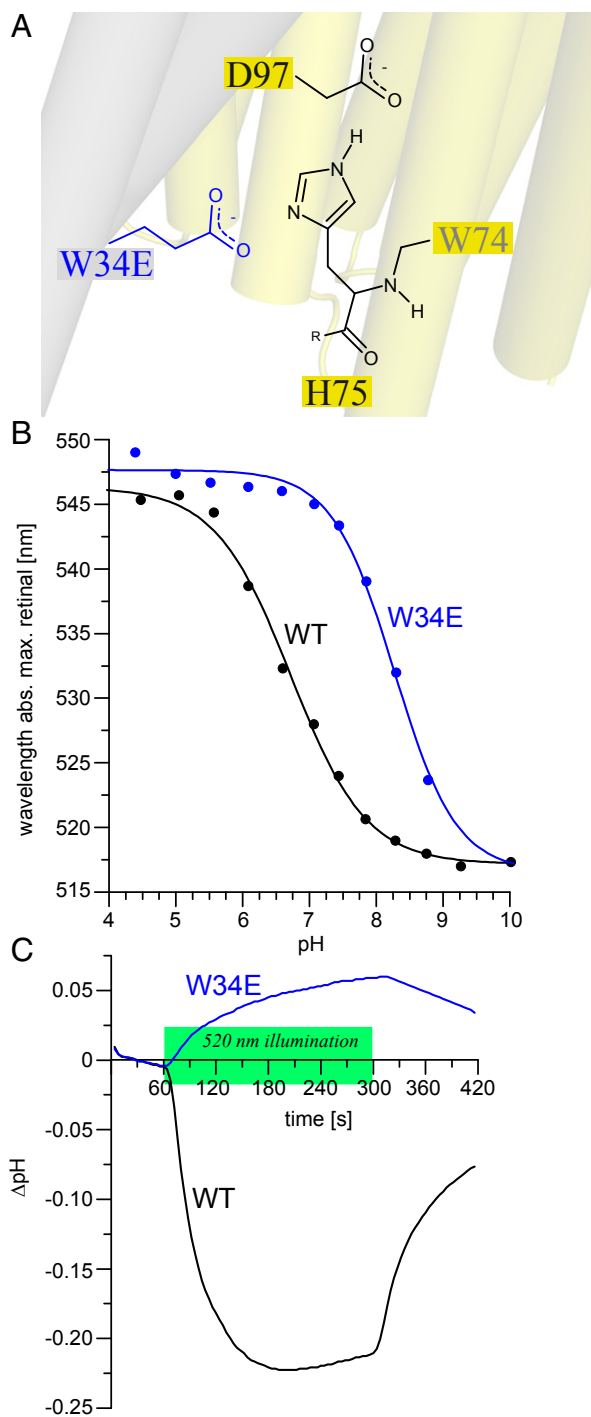 A
D97
O
-
O
H
N
N
O
-
O
W34E
W74
N
H
R
O
H75
B
550
545
540
535
530
525
520
515
wavelength abs. max. retinal [nm]
WT
W34E
4 5 6 7 8 9 10
pH
C
W34E
0.05
520 nm illumination
0
60 120 180 240 300 360 420
time [s]
-0.05
ΔpH
WT
-0.10
-0.15
-0.20
-0.25